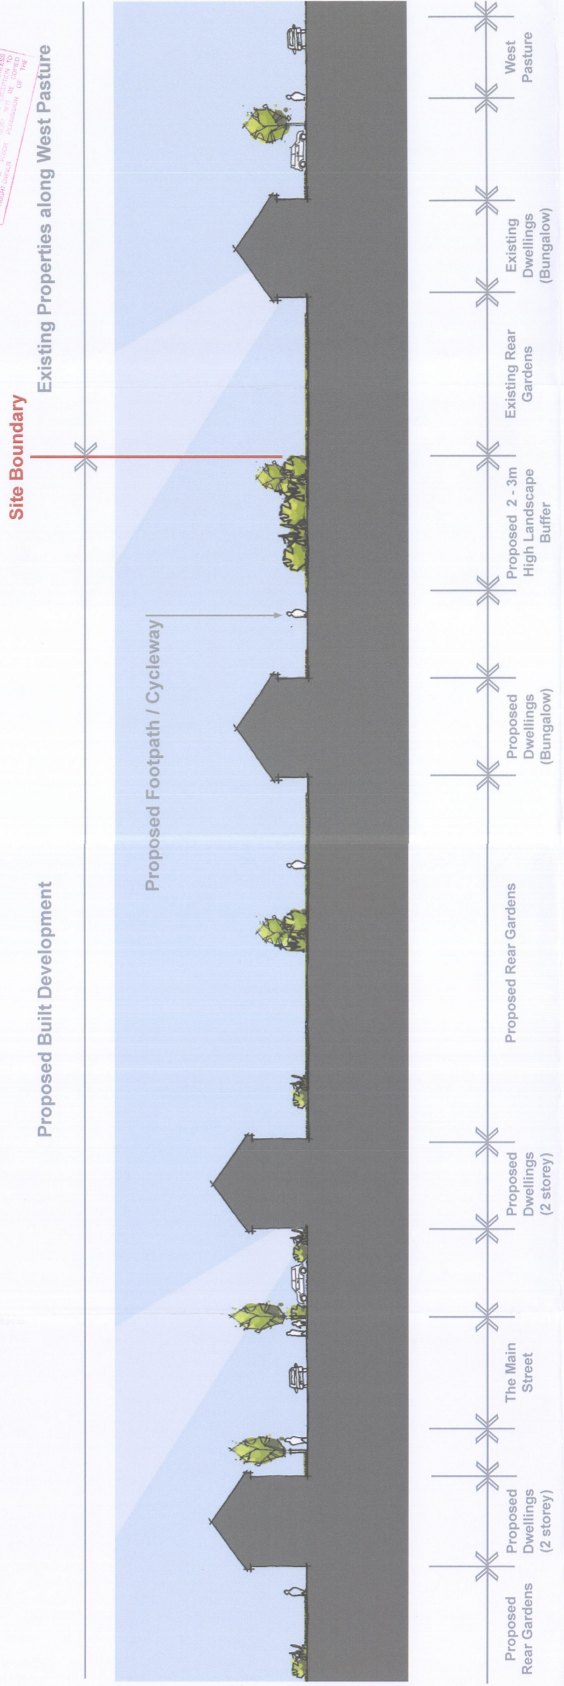 Proposed Built Development
Existing Properties along West Pasture
Site Boundary
Proposed Footpath / Cycleway
Proposed
Rear Gardens
Proposed
Dwellings
(2 storey)
The Main
Street
Proposed
Dwellings
(2 storey)
Proposed Rear Gardens
Proposed
Dwellings
(Bungalow)
Proposed 2 - 3m
High Landscape
Buffer
Existing Rear
Gardens
Existing
Dwellings
(Bungalow)
West
Pasture